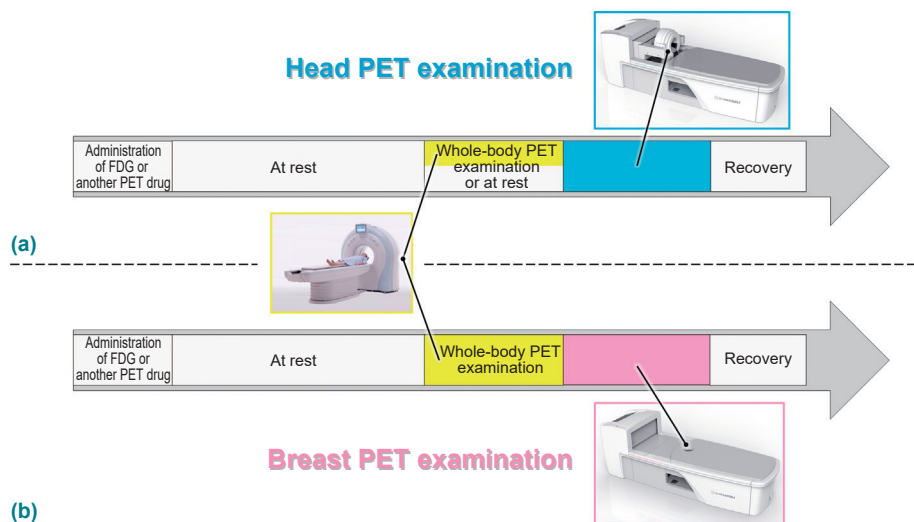 Head PET examination
Administration
of FDG or
another PET drug
At rest
Whole-body PET
examination
or at rest
Recovery
(a)
Administration
of FDG or
another PET drug
At rest
Whole-body PET
examination
Recovery
Breast PET examination
(b)